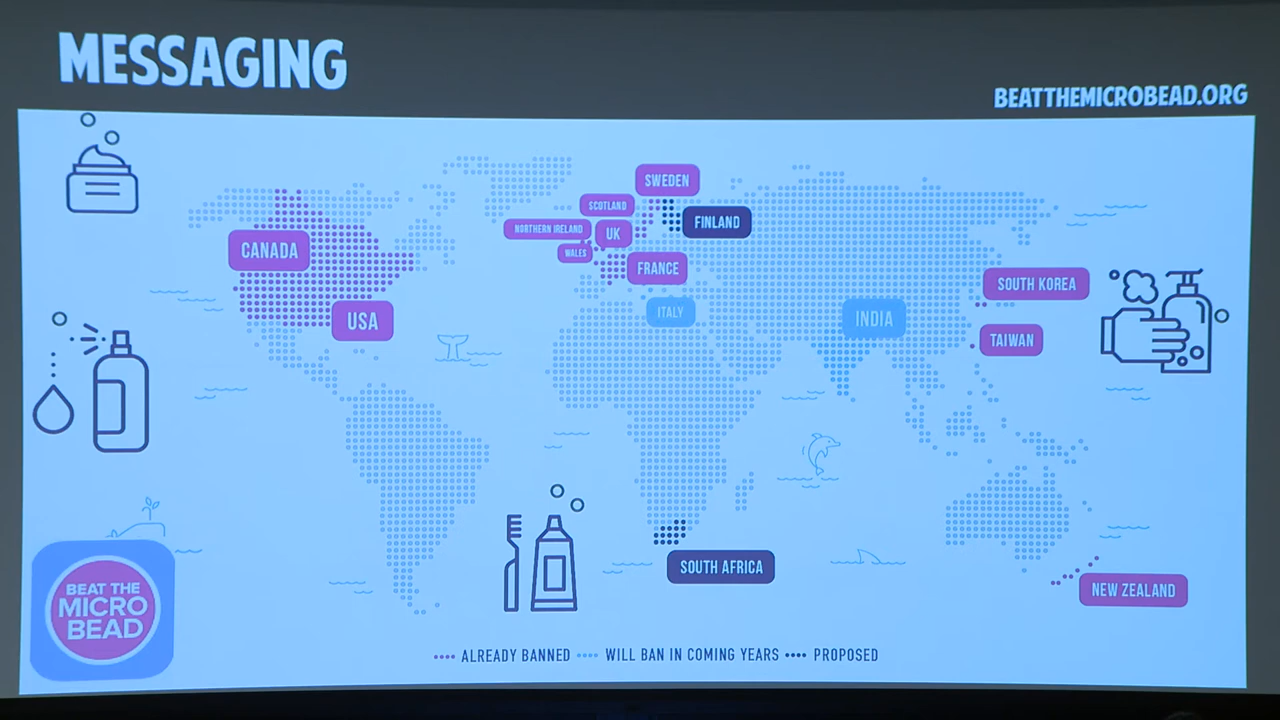 MESSAGING
BEATTHEMICROBEAD.ORG
SWEDEN
SCOTLAND
FINLAND
NORTHERN IRELAND
UK
WALES
CANADA
FRANCE
SOUTH KOREA
ITALY
INDIA
USA
TAIWAN
SOUTH AFRICA
NEW ZEALAND
BEAT THE
MICRO
BEAD
ALREADY BANNED WILL BAN IN COMING YEARS PROPOSED